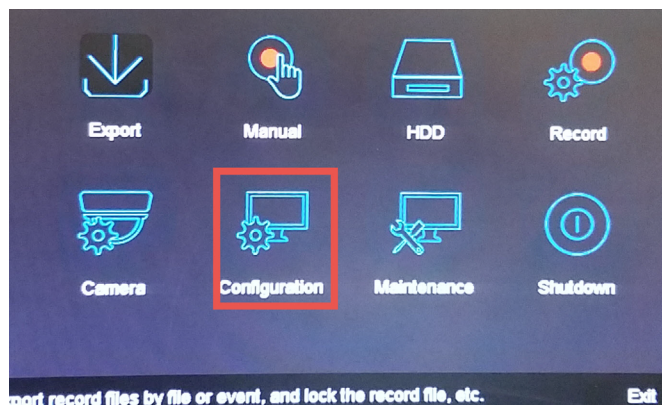 Export Manual HDD Record
Camera Configuration Maintenance Shutdown
xport record files by file or event, and lock the record file, etc. Exit